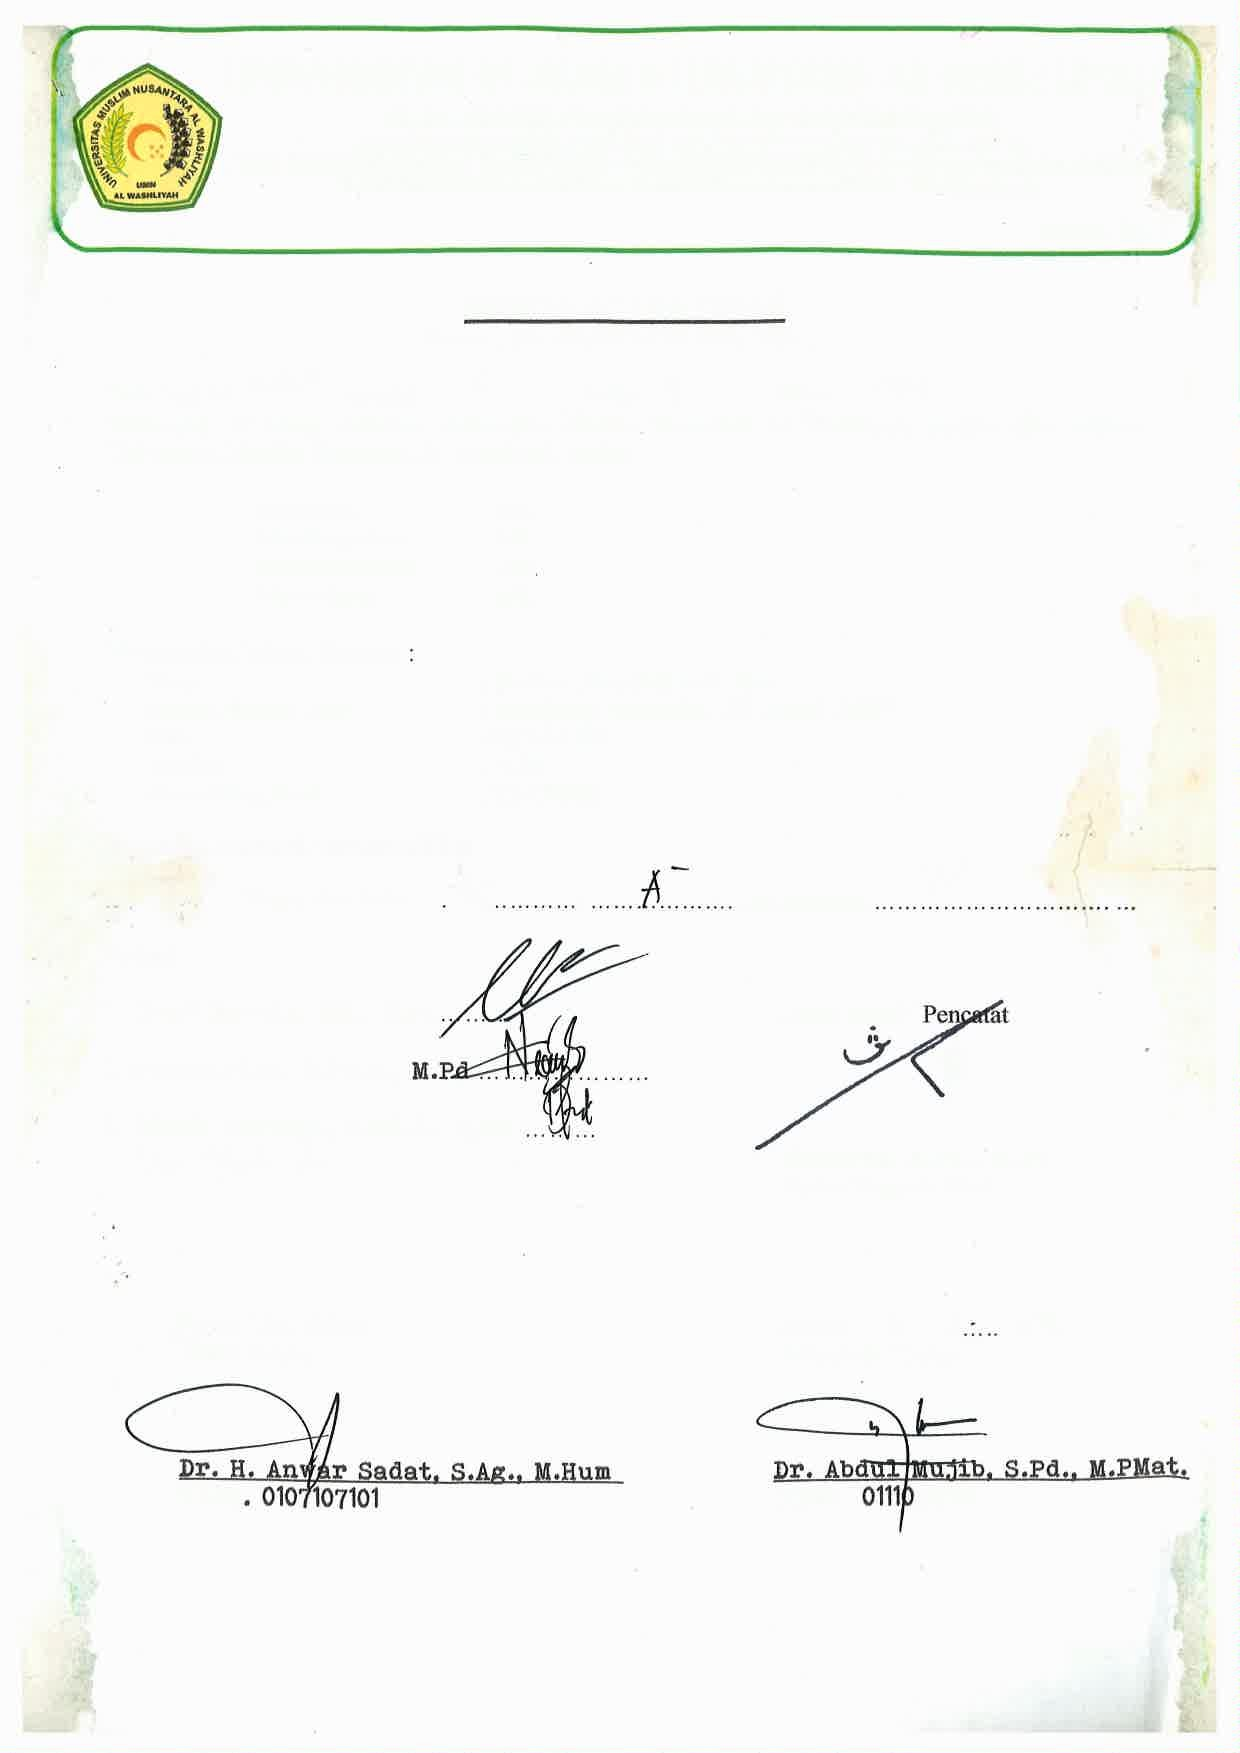 UNIVERSITAS MUSLIM NUSANTARA AL WASHLIYAH
UMN
AL WASHLIYAH
:
A-
Pencatat
M.Pd
Dr. H. Anwar Sadat, S.Ag., M.Hum
. 0107107101
Dr. Abdul Mujib, S.Pd., M.PMat.
01110